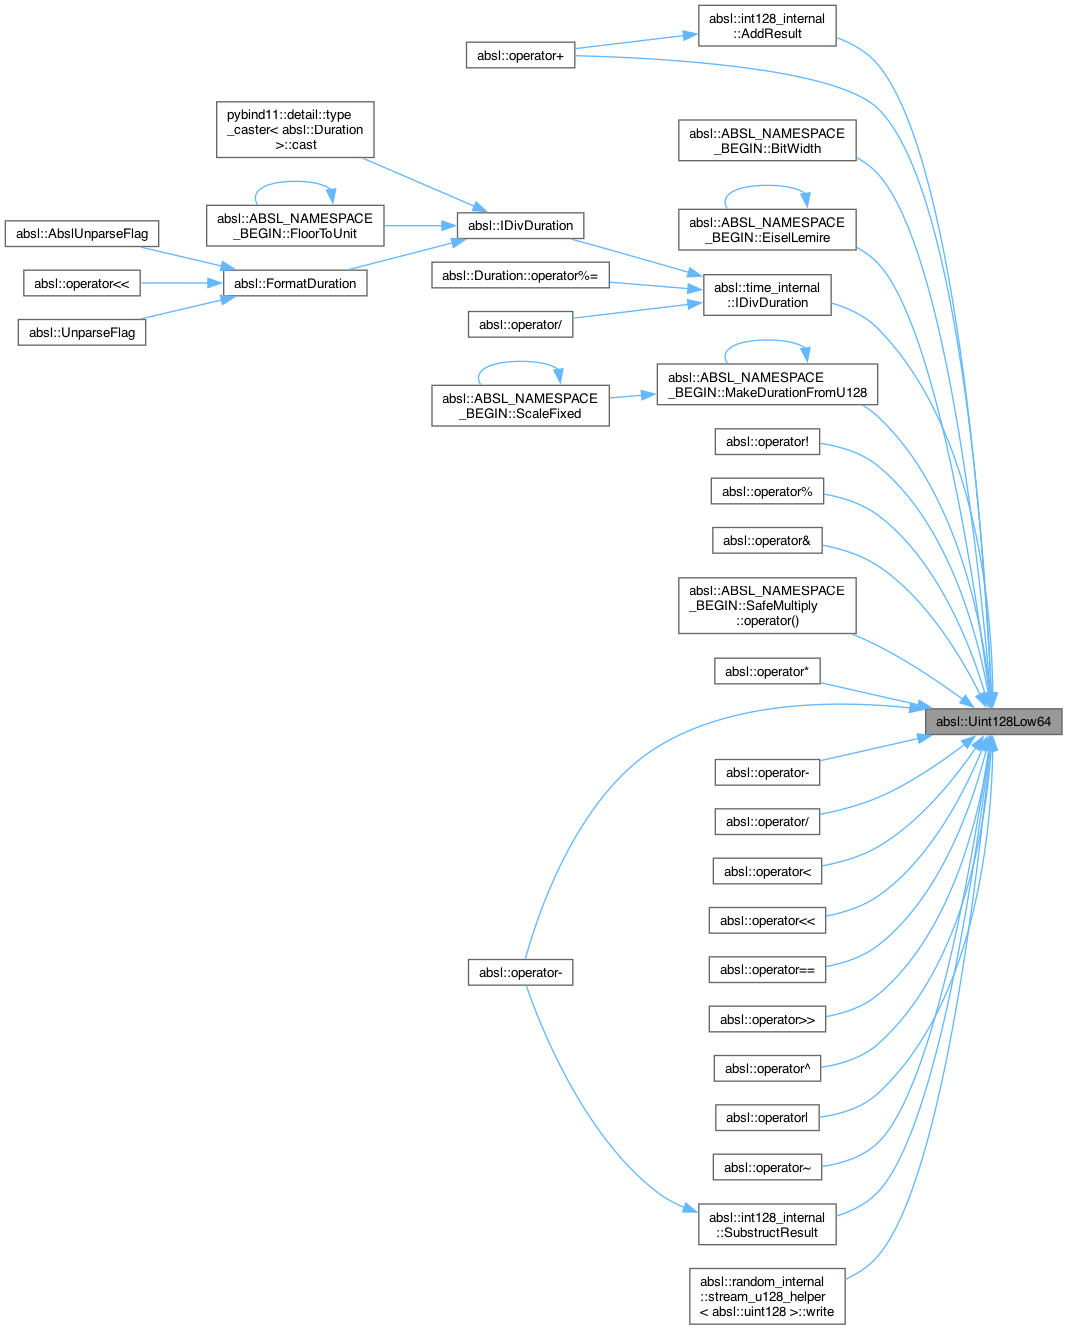 absl::int128_internal
::AddResult
absl::operator+
pybind11::detail::type
_caster< absl::Duration
>::cast
absl::ABSL_NAMESPACE
_BEGIN::BitWidth
absl::ABSL_NAMESPACE
_BEGIN::FloorToUnit
absl::IDivDuration
absl::ABSL_NAMESPACE
_BEGIN::EiselLemire
absl::AbslUnparseFlag
absl::operator<<
absl::FormatDuration
absl::UnparseFlag
absl::Duration::operator%=
absl::time_internal
::IDivDuration
absl::operator/
absl::ABSL_NAMESPACE
_BEGIN::ScaleFixed
absl::ABSL_NAMESPACE
_BEGIN::MakeDurationFromU128
absl::operator!
absl::operator%
absl::operator&
absl::ABSL_NAMESPACE
_BEGIN::SafeMultiply
::operator()
absl::operator*
absl::Uint128Low64
absl::operator-
absl::operator/
absl::operator<
absl::operator<<
absl::operator-
absl::operator==
absl::operator>>
absl::operator^
absl::operator|
absl::operator~
absl::int128_internal
::SubstructResult
absl::random_internal
::stream_u128_helper
< absl::uint128 >::write